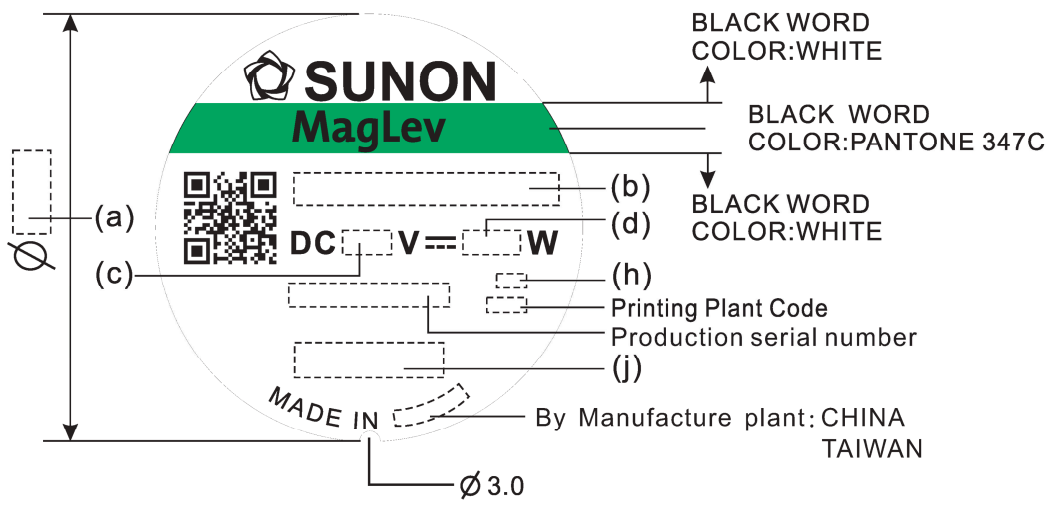 BLACK WORD
COLOR:WHITE
SUNON
MagLev
BLACK WORD
COLOR:PANTONE 347C
(a)
(b)
BLACK WORD
COLOR:WHITE
(d)
DC V W
Ø
(c)
(h)
Printing Plant Code
Production serial number
(j)
MADE IN
By Manufacture plant: CHINA
TAIWAN
Ø 3.0